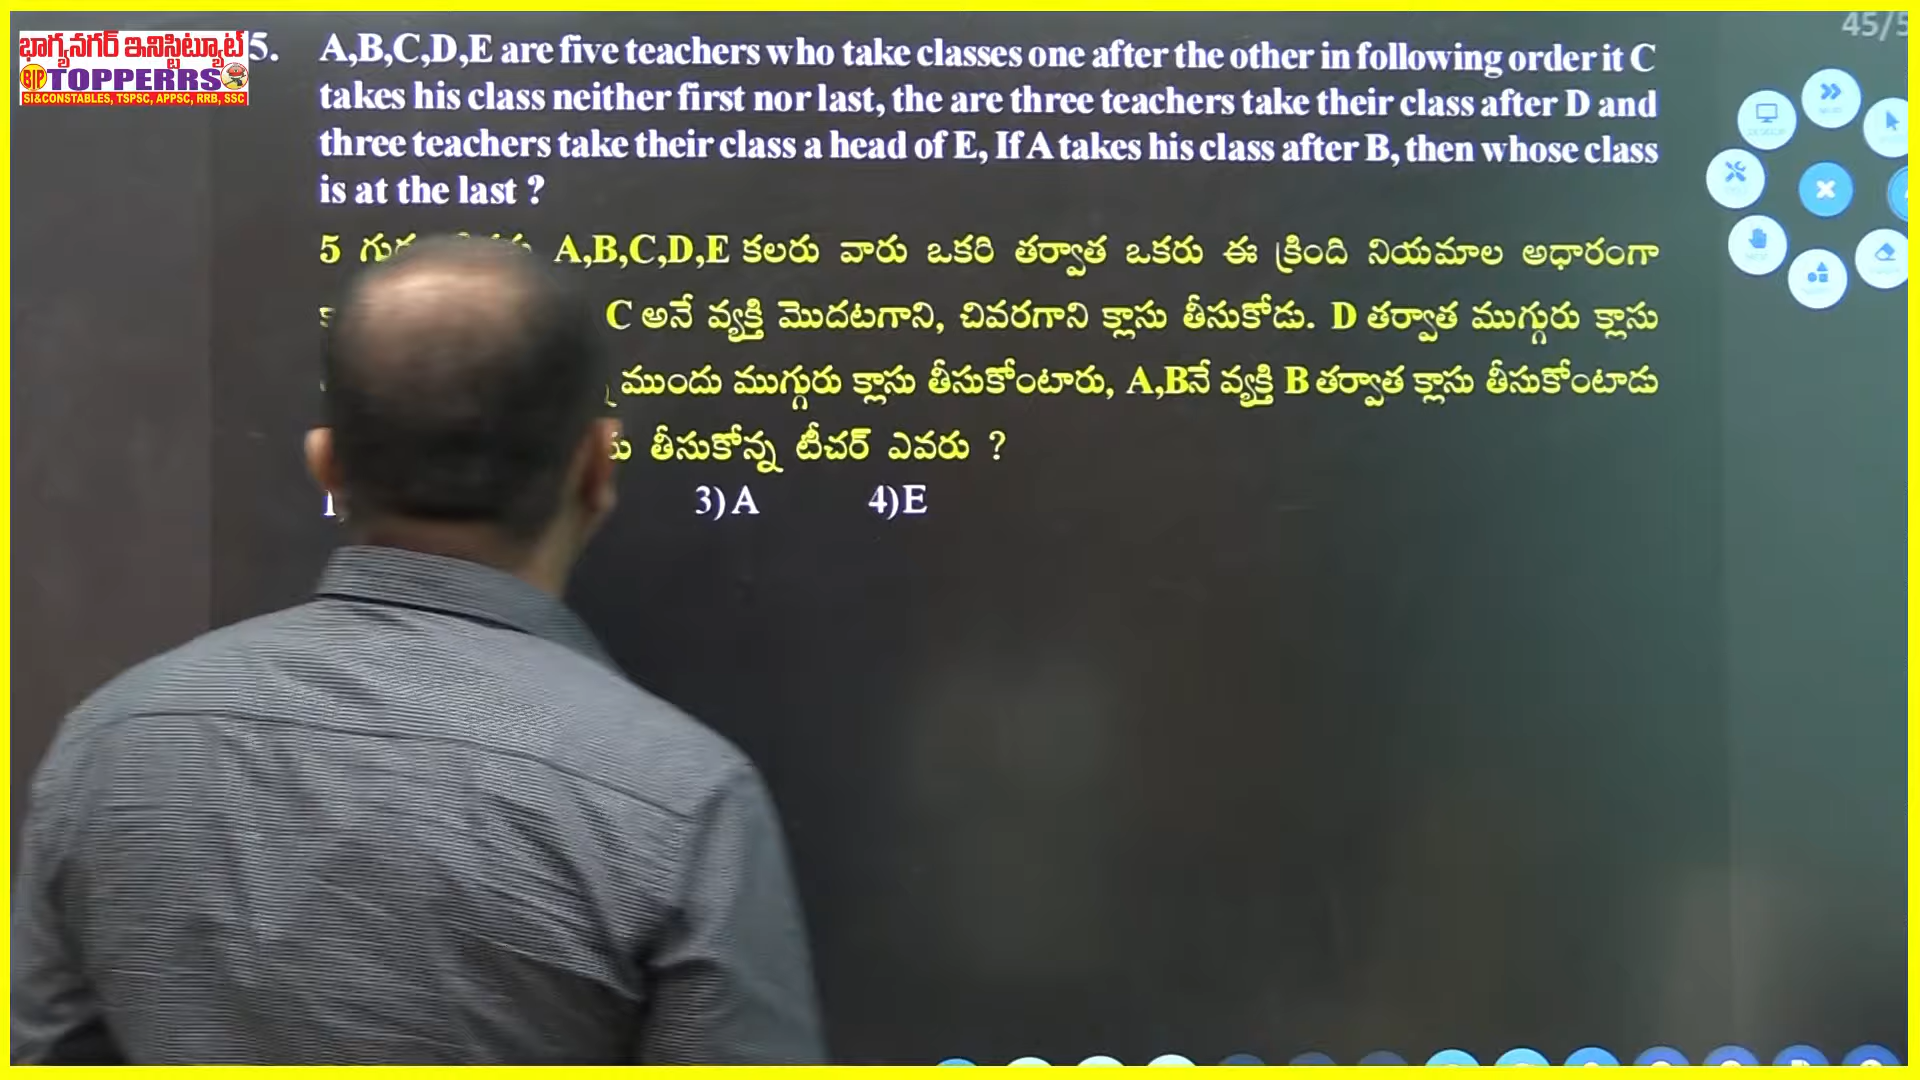 భాగ్యనగర్ ఇనిస్టిట్యూట్
BIP TOPPERRS
SI&CONSTABLES, TSPSC, APPSC, RRB, SSC
45/5
5. A,B,C,D,E are five teachers who take classes one after the other in following order it C
takes his class neither first nor last, the are three teachers take their class after D and
three teachers take their class a head of E, If A takes his class after B, then whose class
is at the last ?
5 A,B,C,D,E కలరు వారు ఒకరి తర్వాత ఒకరు ఈ క్రింది నియమాల అధారంగా
C అనే వ్యక్తి మొదటగాని, చివరగాని క్లాసు తీసుకోడు. D తర్వాత ముగ్గురు క్లాసు
ముందు ముగ్గురు క్లాసు తీసుకోంటారు, A,Bనే వ్యక్తి B తర్వాత క్లాసు తీసుకోంటాడు
తీసుకోన్న టీచర్ ఎవరు ?
3) A 4) E